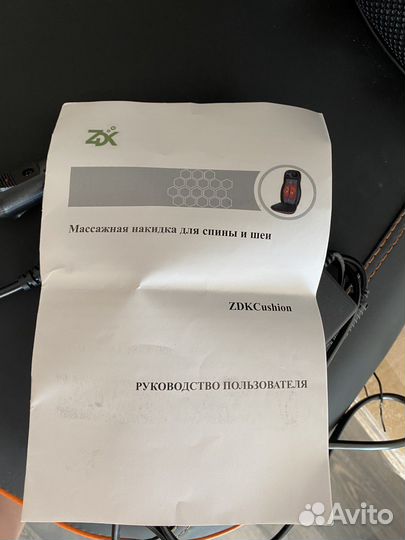 ZDK
Массажная накидка для спины и шеи
ZDKCushion
РУКОВОДСТВО ПОЛЬЗОВАТЕЛЯ
Avito